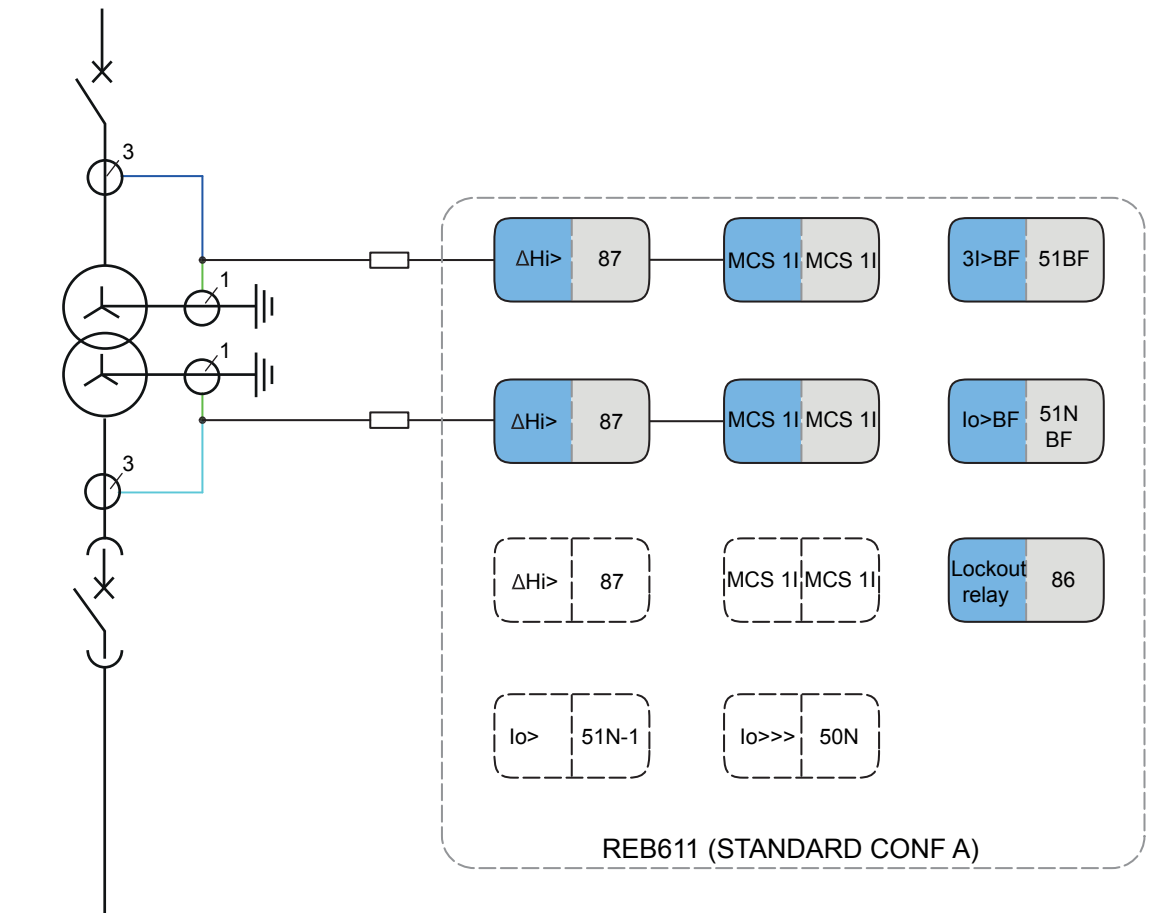 3
ΔHi> 87
MCS 1I MCS 1I
3I>BF 51BF
1
1
ΔHi> 87
MCS 1I MCS 1I
Io>BF 51N
BF
3
ΔHi> 87
MCS 1I MCS 1I
Lockout
relay
86
Io> 51N-1
Io>>> 50N
REB611 (STANDARD CONF A)